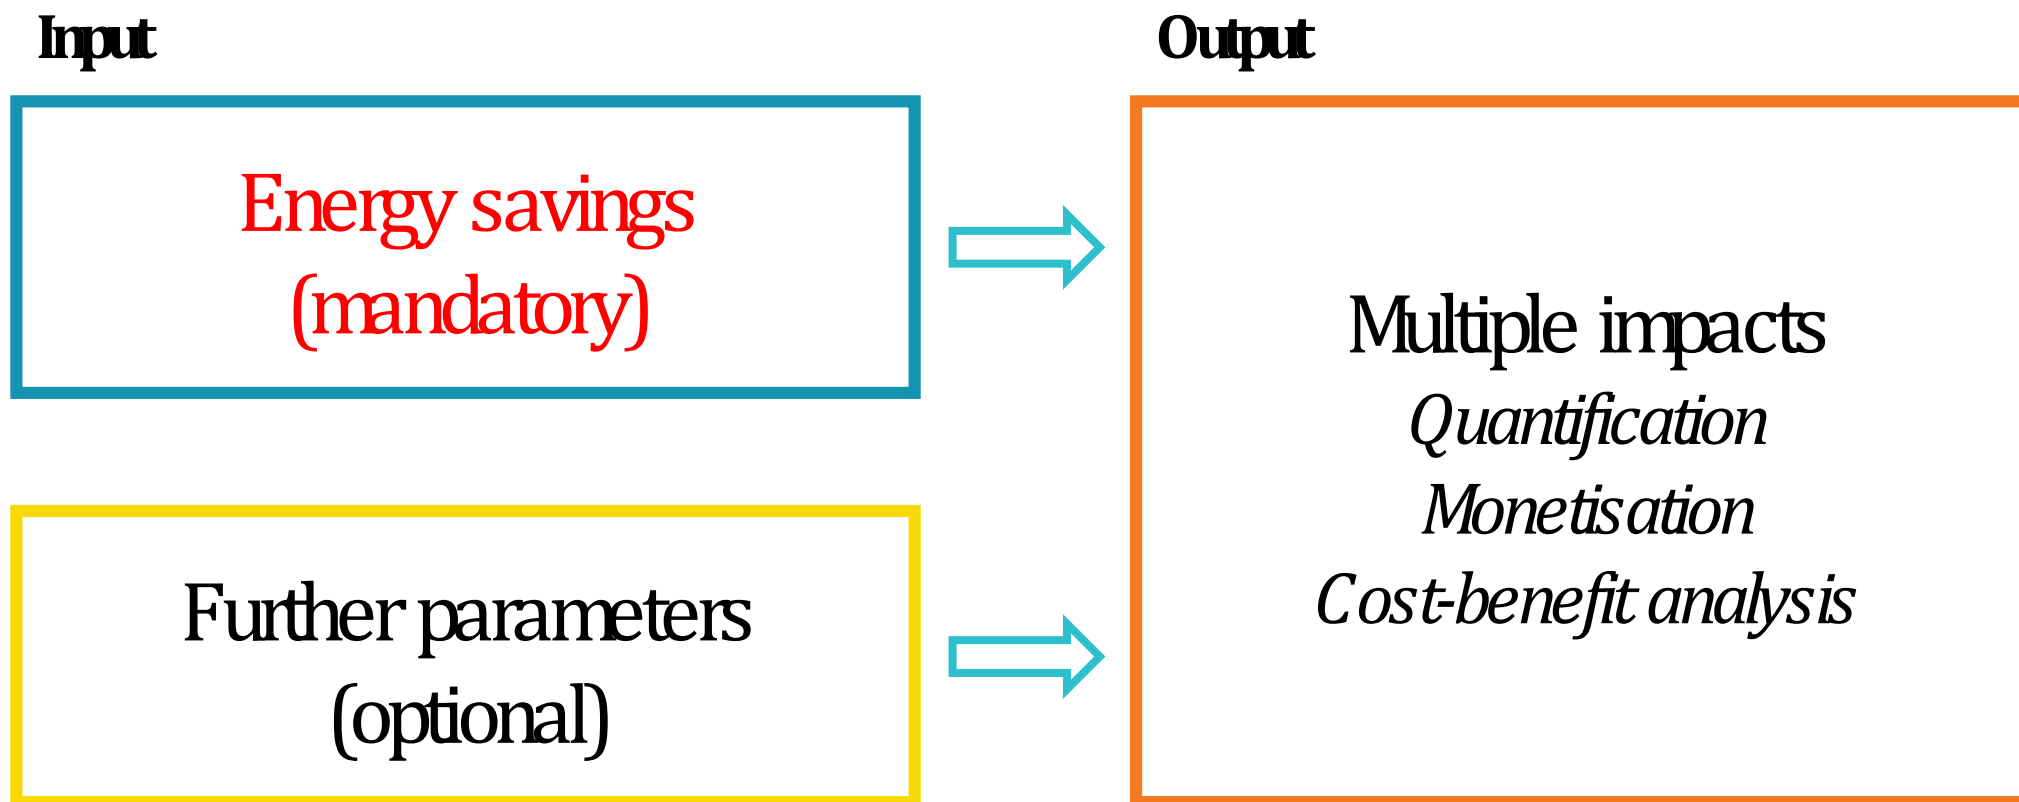 Input
Output
Energy savings
(mandatory)
Further parameters
(optional)
Multiple impacts
Quantification
Monetisation
Cost-benefit analysis